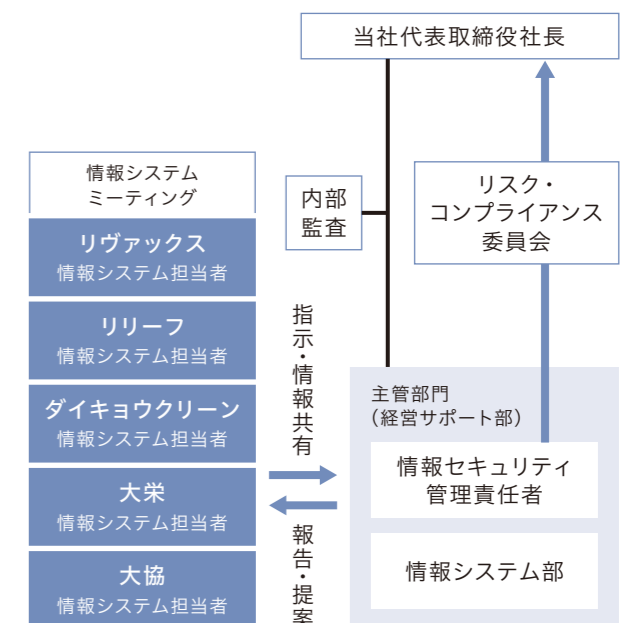 当社代表取締役社長
情報システム
ミーティング
内部
監査
リスク・
コンプライアンス
委員会
リヴァックス
情報システム担当者
リリーフ
情報システム担当者
ダイキョウクリーン
情報システム担当者
大栄
情報システム担当者
大協
情報システム担当者
指示・情報共有
報告・提案
主管部門
（経営サポート部）
情報セキュリティ
管理責任者
情報システム部